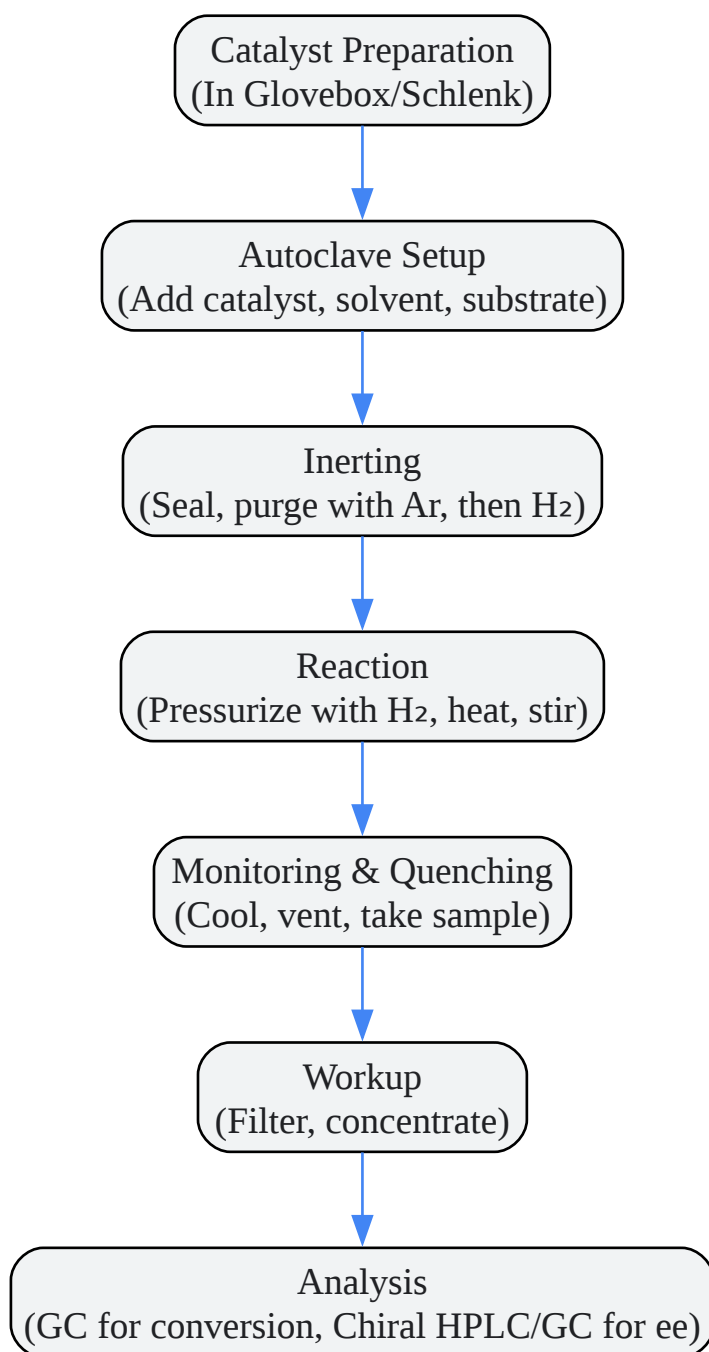 Catalyst Preparation
(In Glovebox/Schlenk)
Autoclave Setup
(Add catalyst, solvent, substrate)
Inerting
(Seal, purge with Ar, then H₂)
Reaction
(Pressurize with H₂, heat, stir)
Monitoring & Quenching
(Cool, vent, take sample)
Workup
(Filter, concentrate)
Analysis
(GC for conversion, Chiral HPLC/GC for ee)